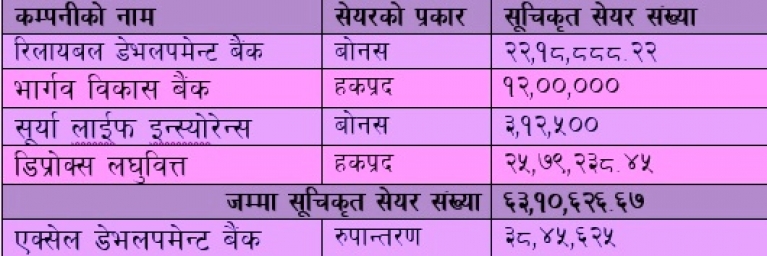 कम्पनीको नाम सेयरको प्रकार सूचिकृत सेयर संख्या
रिलायबल डेभलपमेन्ट बैंक बोनस २२,१८,८८८.२२
भार्गव विकास बैंक हकप्रद १२,००,०००
सूर्या लाईफ इन्स्योरेन्स बोनस ३,१२,५००
डिप्रोक्स लघुवित्त हकप्रद २५,७९,२३८.४५
जम्मा सूचिकृत सेयर संख्या ६३,१०,६२६.६७
एक्सेल डेभलपमेन्ट बैंक रुपान्तरण ३८,४५,६२५